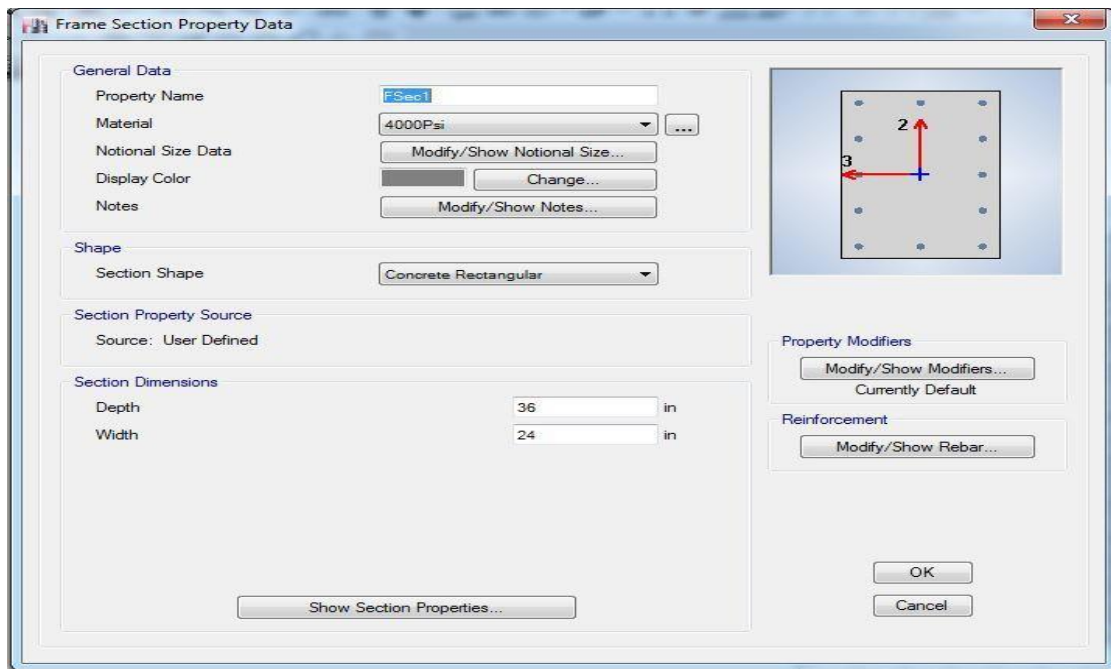 Frame Section Property Data
General Data
Property Name FSec1
Material 4000Psi ...
Notional Size Data Modify/Show Notional Size...
Display Color Change...
Notes Modify/Show Notes...
Shape
Section Shape Concrete Rectangular
Section Property Source
Source: User Defined
Section Dimensions
Depth 36 in
Width 24 in
Show Section Properties...
2
3
Property Modifiers
Modify/Show Modifiers...
Currently Default
Reinforcement
Modify/Show Rebar...
OK
Cancel